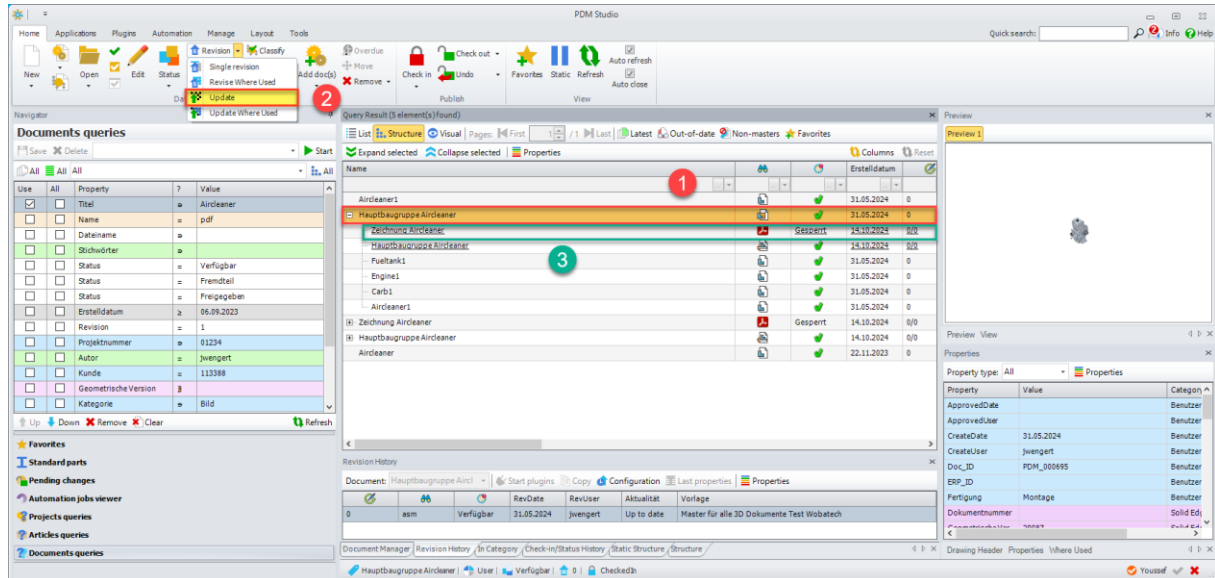 PDM Studio
Home Applications Plugins Automation Manage Layout Tools
Quick search: Info Help
New Open Edit Status
Revision Classify
Single revision
Revise Where Used
Update
Update Where Used
Add doc(s)
2
Overdue
Move
Remove
Check in
Check out
Undo
Publish
Favorites Static Refresh
Auto refresh
Auto close
View
Navigator
Documents queries
Save Delete Start
All All All All
Use All Property ? Value
Titel Aircleaner
Name = pdf
Dateiname
Stichwörter
Status = Verfügbar
Status = Fremdteil
Status = Freigegeben
Erstelldatum ≥ 06.09.2023
Revision = 1
Projektnummer 01234
Autor = jwengert
Kunde = 113388
Geometrische Version
Kategorie Bild
Up Down Remove Clear Refresh
Favorites
Standard parts
Pending changes
Automation jobs viewer
Projects queries
Articles queries
Documents queries
Query Result (5 element(s) found)
List Structure Visual Pages: First 1 / 1 Last Latest Out-of-date Non-masters Favorites
Expand selected Collapse selected Properties Columns Reset
Name Erstelldatum
1
Aircleaner1 31.05.2024 0
Hauptbaugruppe Aircleaner 31.05.2024 0
Zeichnung Aircleaner Gesperrt 14.10.2024 0/0
Hauptbaugruppe Aircleaner 14.10.2024 0/0
3
Fueltank1 31.05.2024 0
Engine1 31.05.2024 0
Carb1 31.05.2024 0
Aircleaner1 31.05.2024 0
Zeichnung Aircleaner Gesperrt 14.10.2024 0/0
Hauptbaugruppe Aircleaner 14.10.2024 0/0
Aircleaner 22.11.2023 0
Revision History
Document: Hauptbaugruppe Aircl Start plugins Copy Configuration Last properties Properties
RevDate RevUser Aktualität Vorlage
0 asm Verfügbar 31.05.2024 jwengert Up to date Master für alle 3D Dokumente Test Wobatech
Document Manager Revision History In Category Check-in/Status History Static Structure Structure
Hauptbaugruppe Aircleaner | User | Verfügbar | 0 | CheckedIn
Preview
Preview 1
Preview View
Properties
Property type: All Properties
Property Value Category
ApprovedDate Benutzer
ApprovedUser Benutzer
CreateDate 31.05.2024 Benutzer
CreateUser jwengert Benutzer
Doc_ID PDM_000695 Benutzer
ERP_ID Benutzer
Fertigung Montage Benutzer
Dokumentnummer Solid Ed
Drawing Header Properties Where Used
Youssef